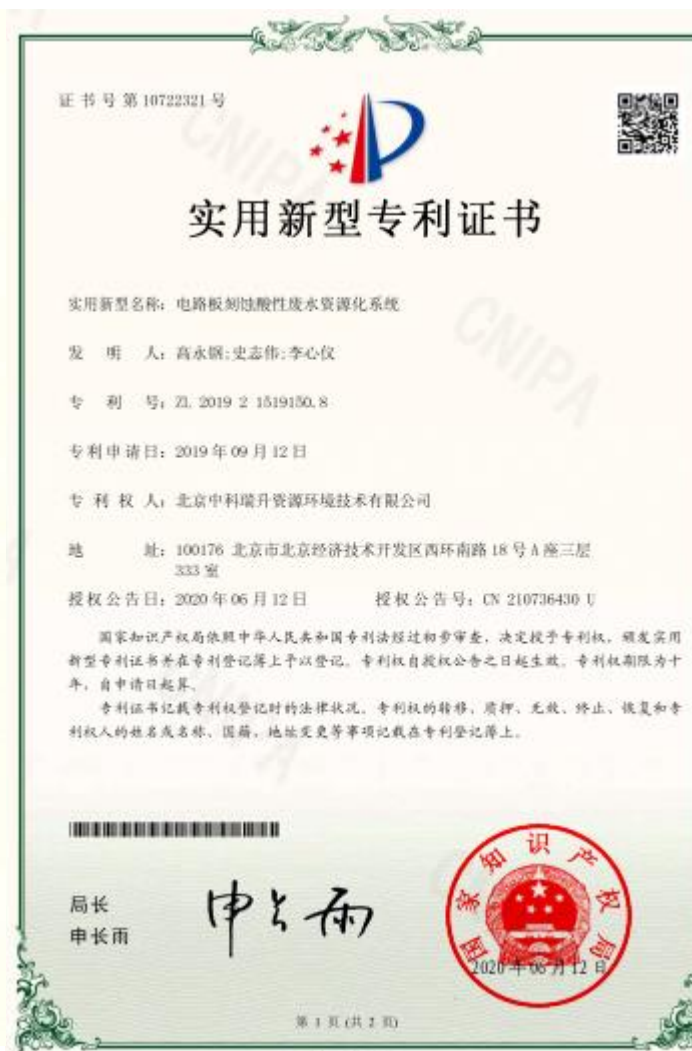 证书号第10722321号
实用新型专利证书
实用新型名称：电路板刻蚀酸性废水资源化系统
发明人：高永钢;史志伟;李心仪
专利号：ZL 2019 2 1519150.8
专利申请日：2019年09月12日
专利权人：北京中科瑞升资源环境技术有限公司
地址：100176 北京市北京经济技术开发区西环南路18号A座三层
333室
授权公告日：2020年06月12日 授权公告号：CN 210736430 U
国家知识产权局依照中华人民共和国专利法经过初步审查，决定授予专利权，颁发实用
新型专利证书并在专利登记簿上予以登记。专利权自授权公告之日起生效。专利权期限为十
年，自申请日起算。
专利证书记载专利权登记时的法律状况。专利权的转移、质押、无效、终止、恢复和专
利权人的姓名或名称、国籍、地址变更等事项记载在专利登记簿上。
局长
申长雨
申长雨
国家知识产权局
2020年06月12日
第1页(共2页)
CNIPA
CNIPA